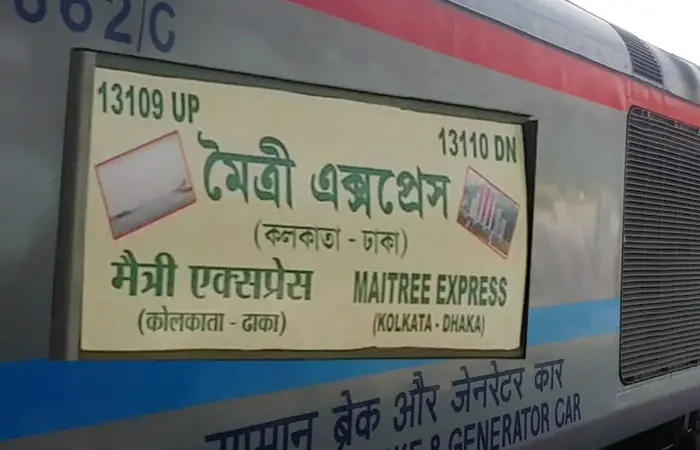 662/C
13109 UP
13110 DN
মৈত্রী এক্সপ্রেস
(কলকাতা - ঢাকা)
मैत्री एक्सप्रेस
MAITREE EXPRESS
(कोलकाता - ढाका)
(KOLKATA - DHAKA)
सामान ब्रेक और जेनरेटर कार
& GENERATOR CAR